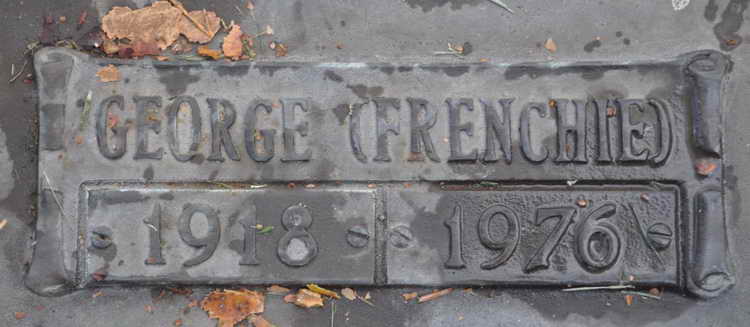 GEORGE (FRENCHIE)
1918 1976